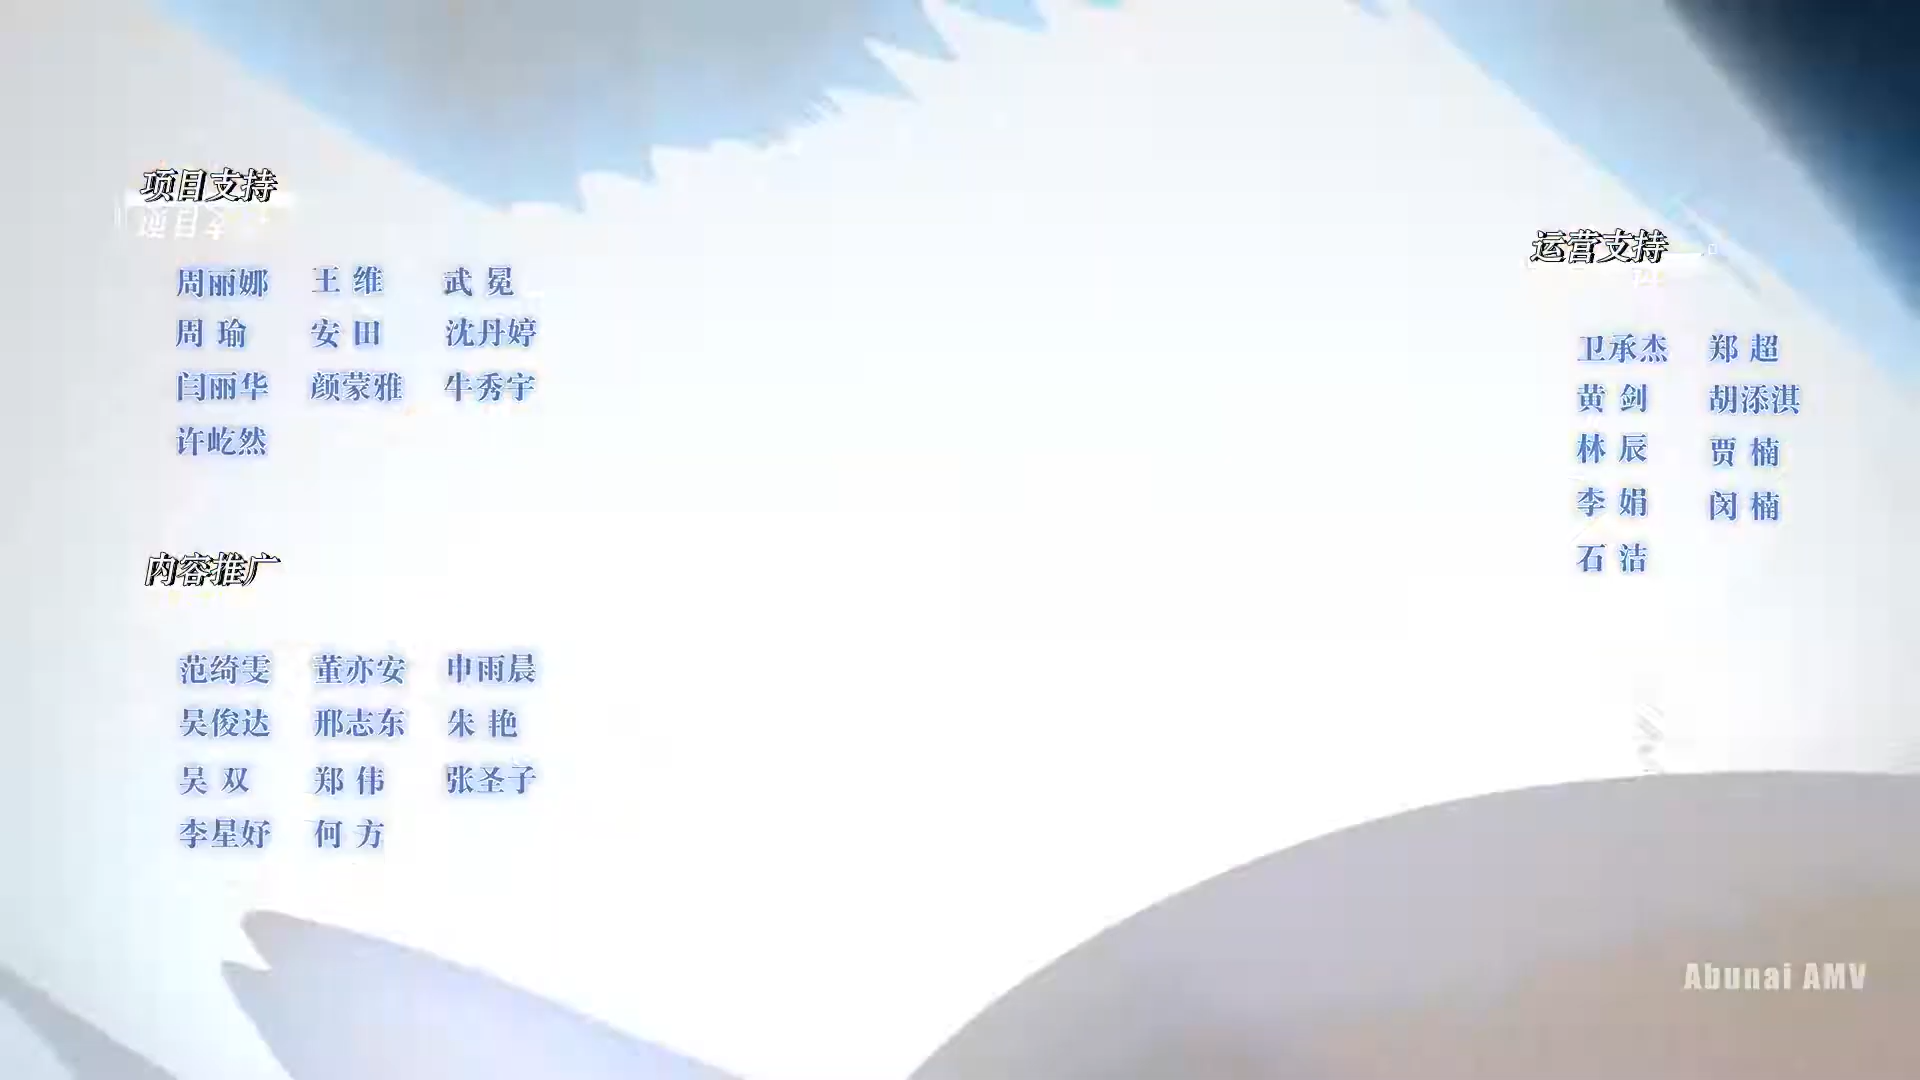 项目支持
周丽娜 王 维 武 冕
周 瑜 安 田 沈丹婷
闫丽华 颜蒙雅 牛秀宇
许屹然
内容推广
范绮雯 董亦安 申雨晨
吴俊达 邢志东 朱 艳
吴 双 郑 伟 张圣子
李星妤 何 方
运营支持
卫承杰 郑 超
黄 剑 胡添淇
林 辰 贾 楠
李 娟 闵 楠
石 洁
Abunai AMV